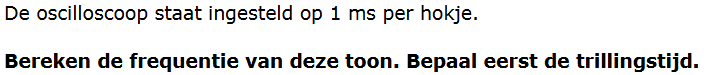 De oscilloscoop staat ingesteld op 1 ms per hokje.
Bereken de frequentie van deze toon. Bepaal eerst de trillingstijd.